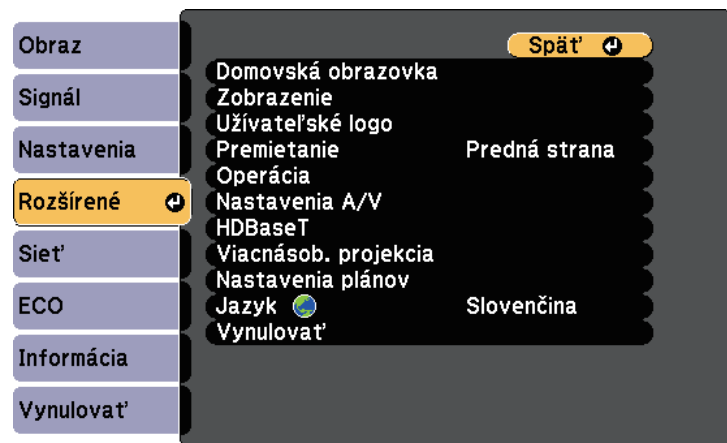 Obraz
Signál
Nastavenia
Rozšírené
Sieť
ECO
Informácia
Vynulovať
Späť
Domovská obrazovka
Zobrazenie
Užívateľské logo
Premietanie Predná strana
Operácia
Nastavenia A/V
HDBaseT
Viacnásob. projekcia
Nastavenia plánov
Jazyk Slovenčina
Vynulovať